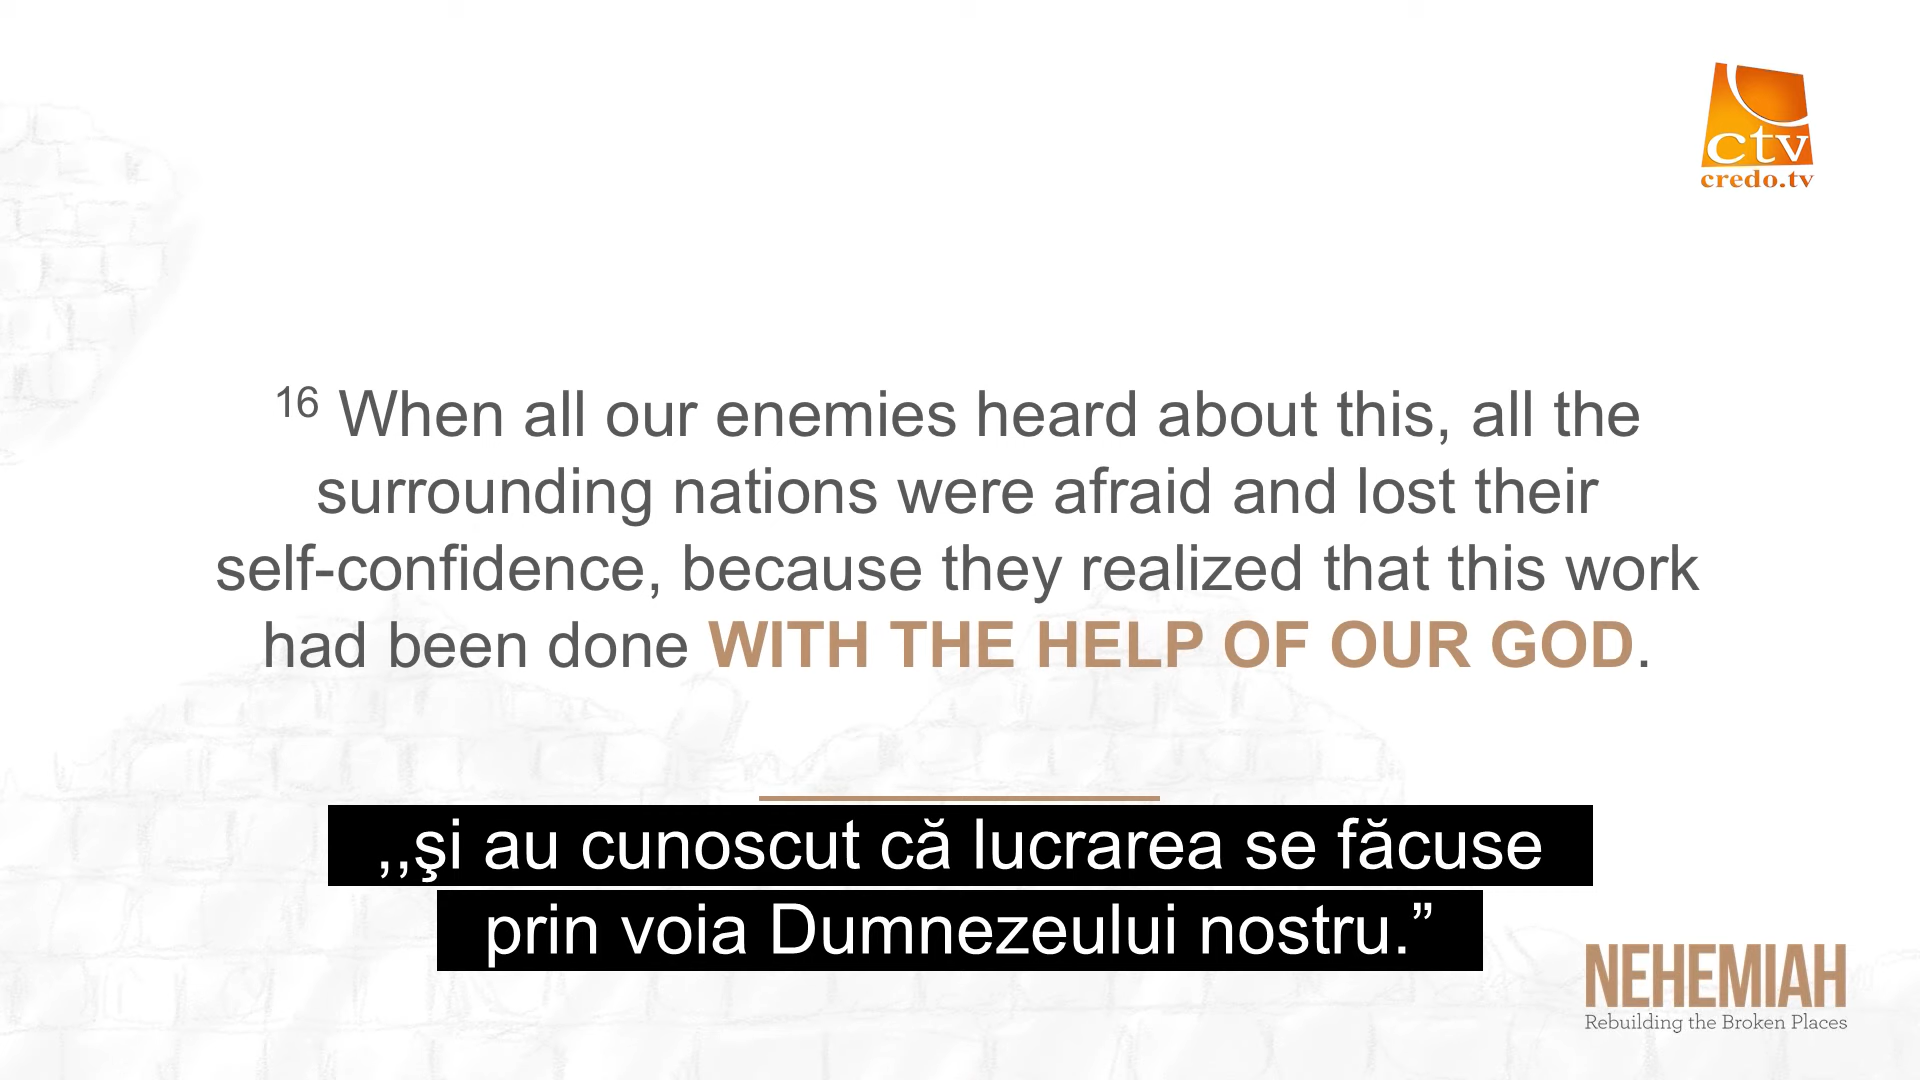 ctv
credo.tv
16 When all our enemies heard about this, all the
surrounding nations were afraid and lost their
self-confidence, because they realized that this work
had been done WITH THE HELP OF OUR GOD.
,,şi au cunoscut că lucrarea se făcuse
prin voia Dumnezeului nostru.”
NEHEMIAH
Rebuilding the Broken Places